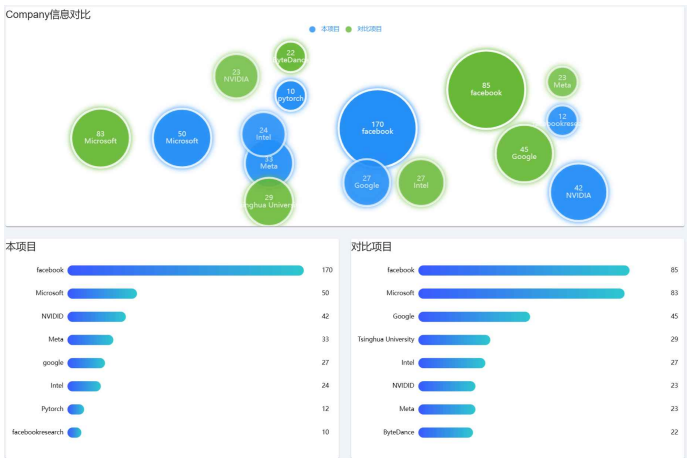 Company信息对比
本项目 对比项目
22
yteDanc
23
NVIDIA
10
pytorch
85
facebook
23
Meta
83
Microsoft
50
Microsoft
24
Intel
33
Meta
170
facebook
12
bookrese
45
Google
27
Google
27
Intel
42
NVIDIA
29
nghua Univers
本项目
facebook 170
Microsoft 50
NVIDID 42
Meta 33
google 27
Intel 24
Pytorch 12
facebookresearch 10
对比项目
facebook 85
Microsoft 83
Google 45
Tsinghua University 29
Intel 27
NVIDID 23
Meta 23
ByteDance 22